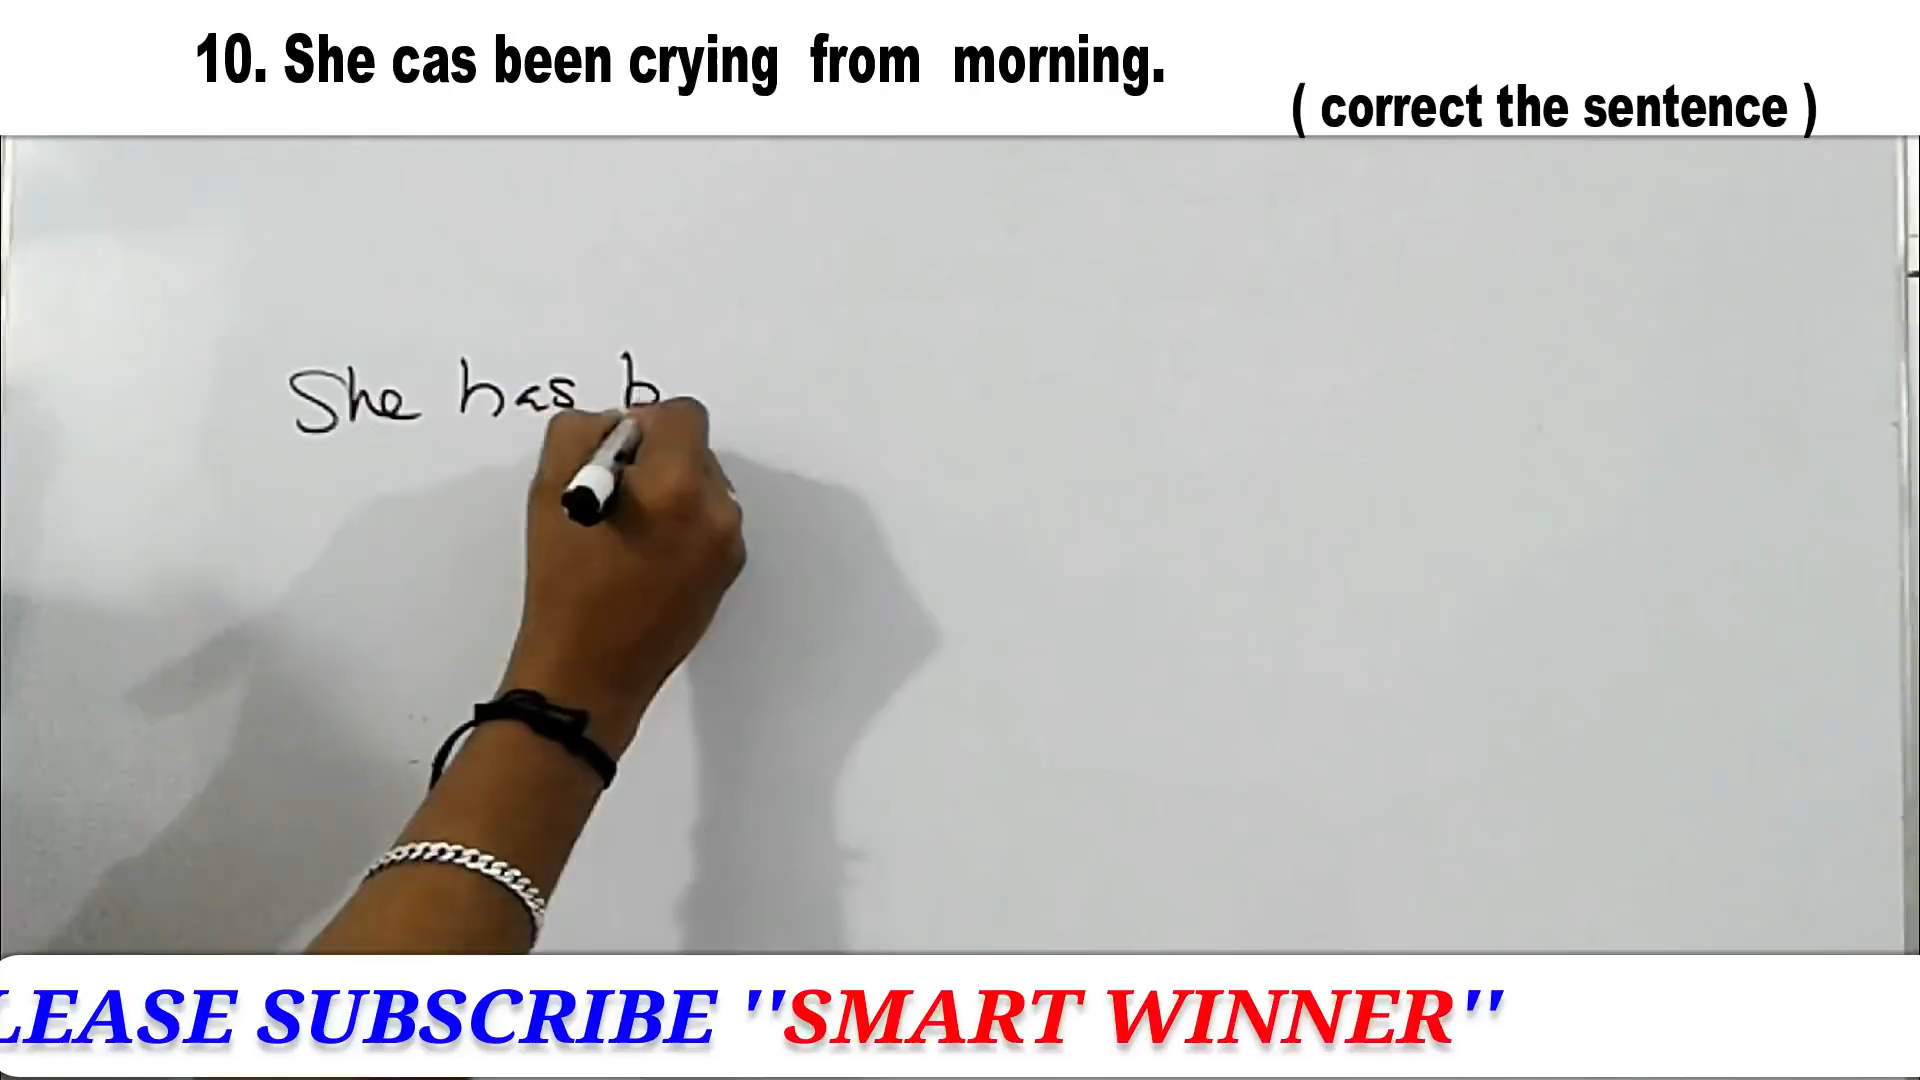 10. She cas been crying from morning.
( correct the sentence )
She has b
LEASE SUBSCRIBE "SMART WINNER"